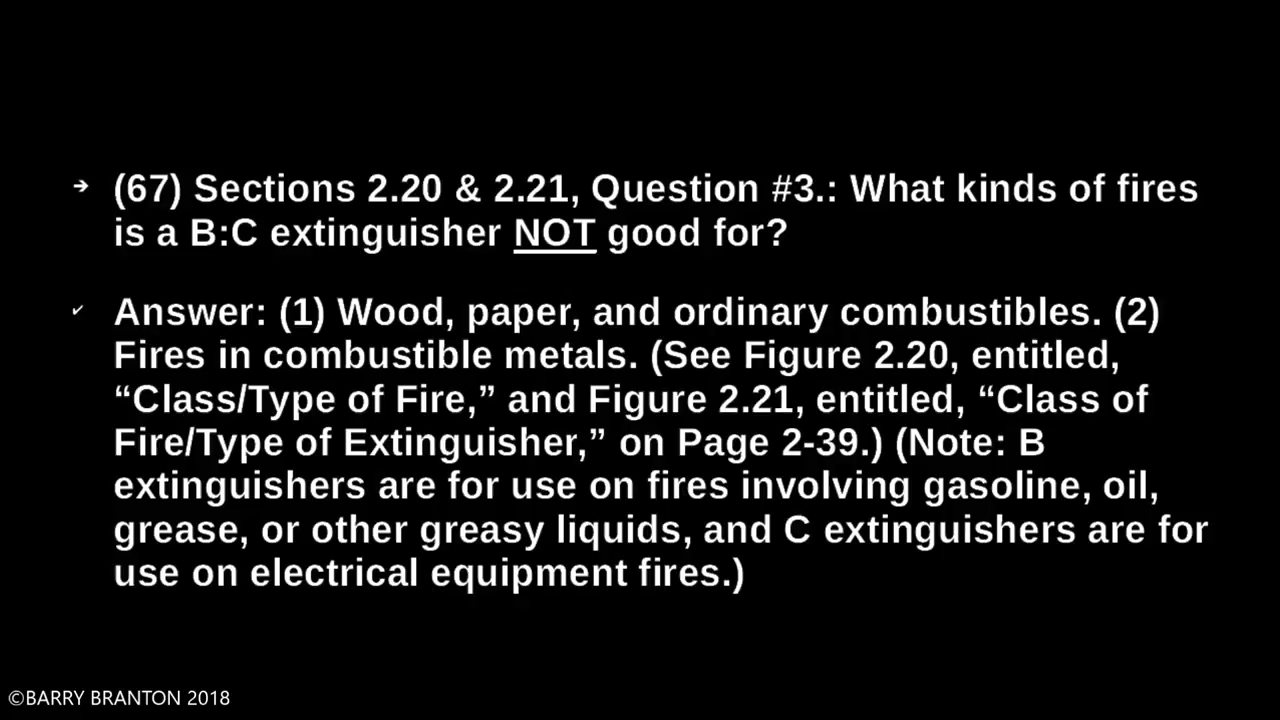 ➔ (67) Sections 2.20 & 2.21, Question #3.: What kinds of fires
is a B:C extinguisher NOT good for?
✓ Answer: (1) Wood, paper, and ordinary combustibles. (2)
Fires in combustible metals. (See Figure 2.20, entitled,
“Class/Type of Fire,” and Figure 2.21, entitled, “Class of
Fire/Type of Extinguisher,” on Page 2-39.) (Note: B
extinguishers are for use on fires involving gasoline, oil,
grease, or other greasy liquids, and C extinguishers are for
use on electrical equipment fires.)
©BARRY BRANTON 2018